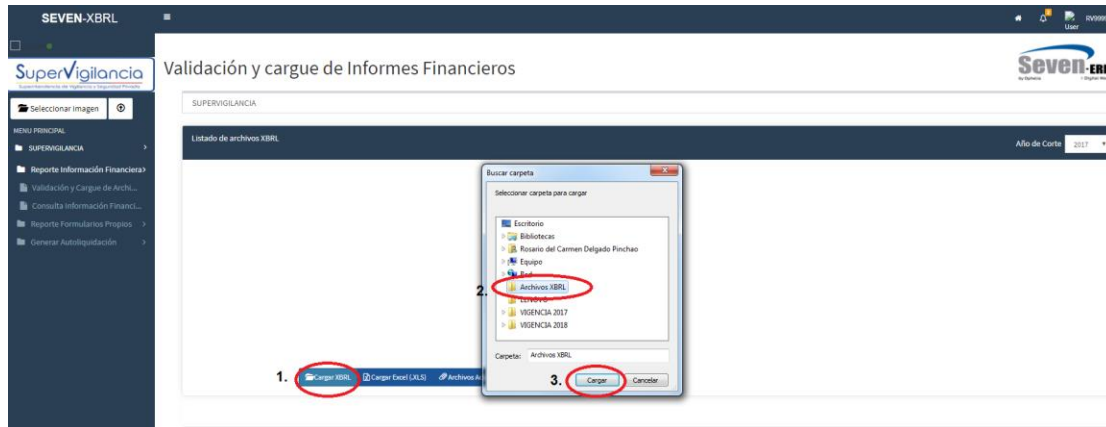 SEVEN-XBRL
User
SuperVigilancia
Superintendencia de Vigilancia y Seguridad Privada
Validación y cargue de Informes Financieros
Seven-ERP
Seleccionar imagen
SUPERVIGILANCIA
MENU PRINCIPAL
SUPERVIGILANCIA
Listado de archivos XBRL
Año de Corte 2017
Reporte Información Financiera
Validación y Cargue de Archi...
Consulta Información Financi...
Reporte Formularios Propios
Generar Autoliquidación
Buscar carpeta
Seleccionar carpeta para cargar
Escritorio
Bibliotecas
Rosario del Carmen Delgado Pinchao
Equipo
Red
2. Archivos XBRL
LENOVO
VIGENCIA 2017
VIGENCIA 2018
Carpeta: Archivos XBRL
1. Cargar XBRL Cargar Excel (.XLS) Archivos
3. Cargar Cancelar